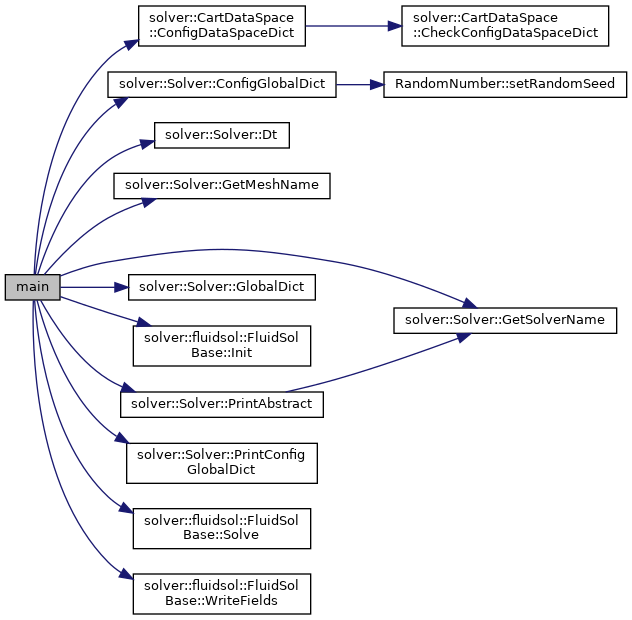 solver::CartDataSpace
::ConfigDataSpaceDict
solver::CartDataSpace
::CheckConfigDataSpaceDict
solver::Solver::ConfigGlobalDict
RandomNumber::setRandomSeed
solver::Solver::Dt
solver::Solver::GetMeshName
main
solver::Solver::GlobalDict
solver::Solver::GetSolverName
solver::fluidsol::FluidSol
Base::Init
solver::Solver::PrintAbstract
solver::Solver::PrintConfig
GlobalDict
solver::fluidsol::FluidSol
Base::Solve
solver::fluidsol::FluidSol
Base::WriteFields